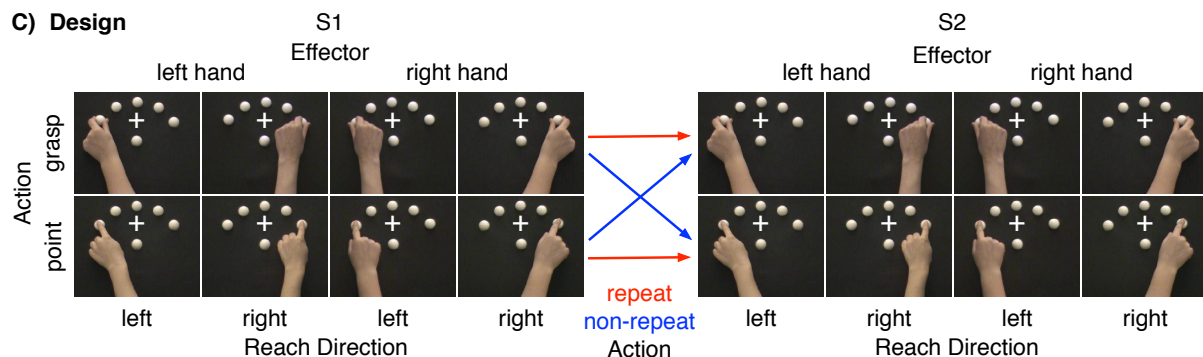 C) Design
S1
S2
Effector
Effector
left hand
right hand
left hand
right hand
Action
grasp
point
repeat
non-repeat
Action
left
right
left
right
left
right
left
right
Reach Direction
Reach Direction